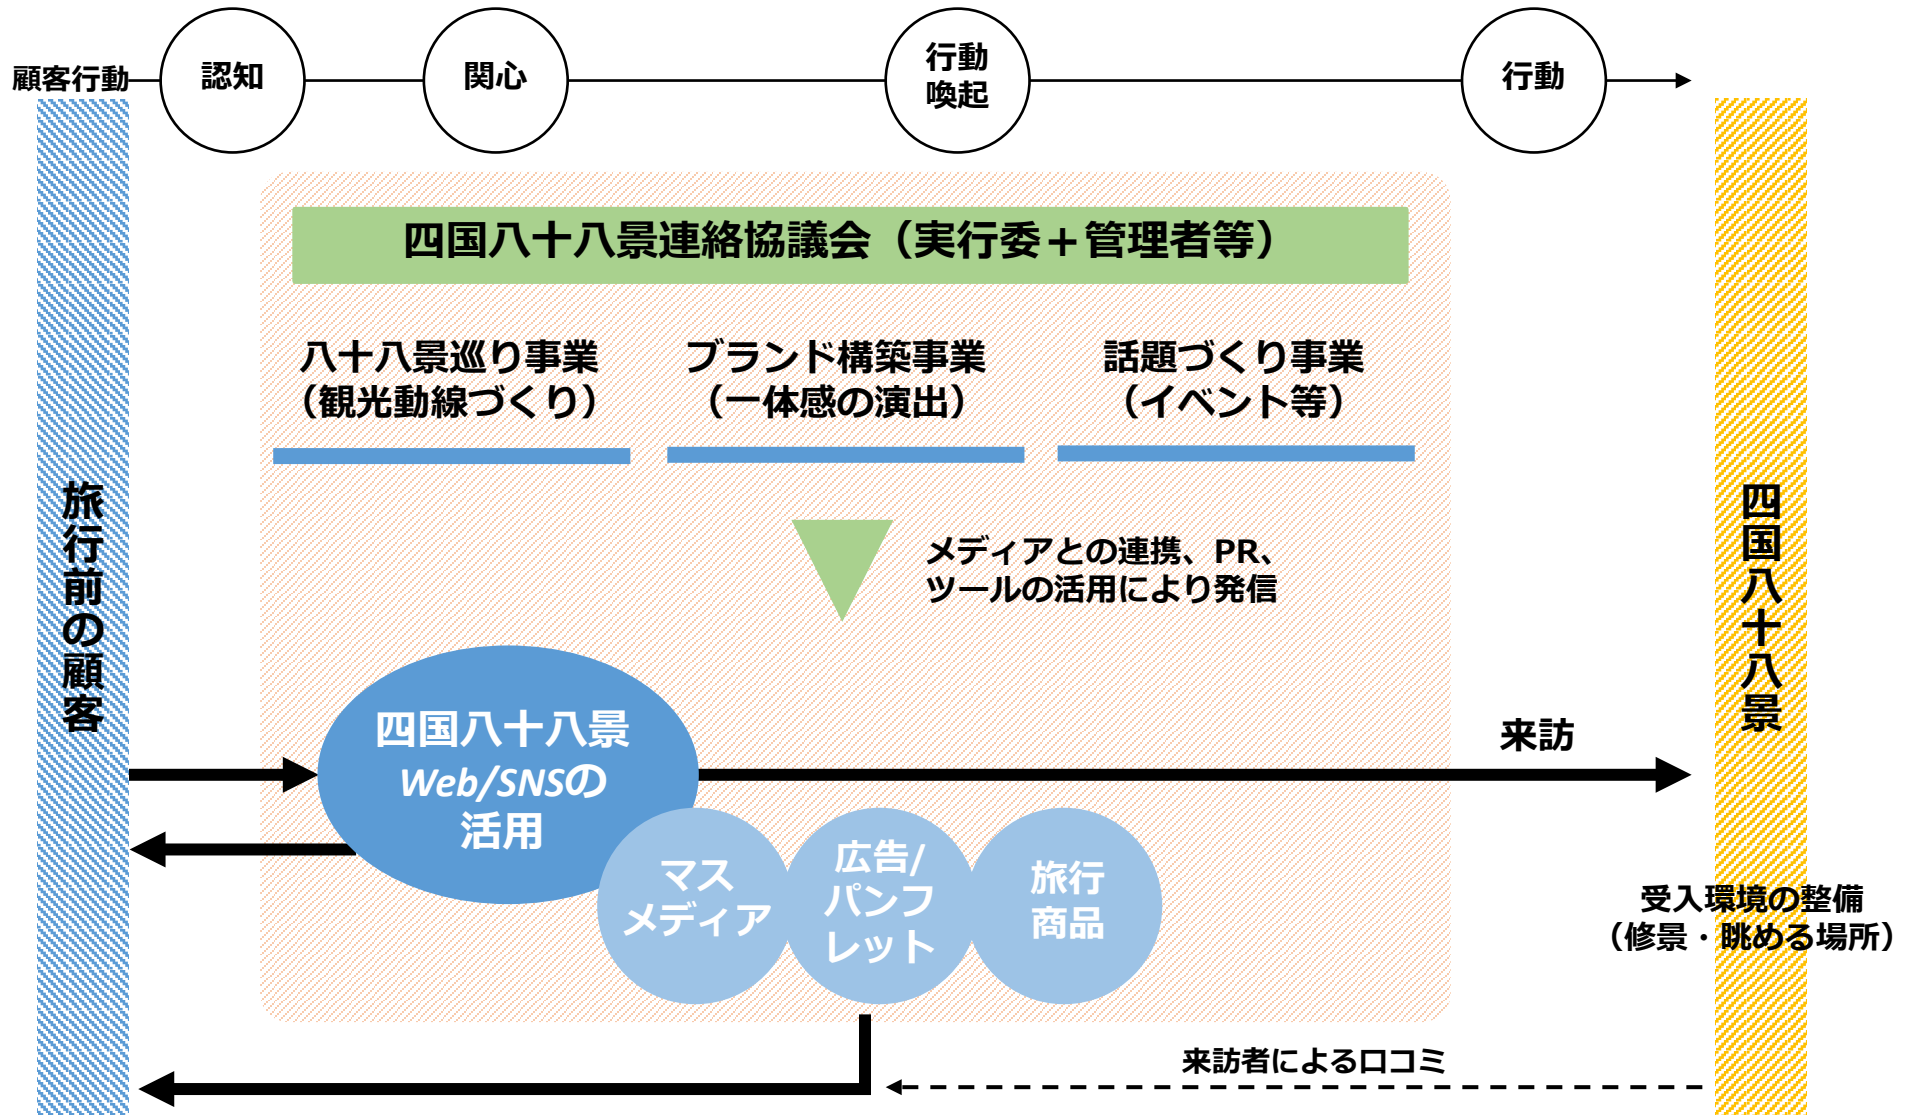 顧客行動
認知
関心
行動
喚起
行動
四国八十八景連絡協議会（実行委＋管理者等）
八十八景巡り事業
（観光動線づくり）
ブランド構築事業
（一体感の演出）
話題づくり事業
（イベント等）
メディアとの連携、PR、
ツールの活用により発信
旅行前の顧客
四国八十八景
四国八十八景
Web/SNSの
活用
来訪
マス
メディア
広告/
パンフ
レット
旅行
商品
受入環境の整備
（修景・眺める場所）
来訪者による口コミ